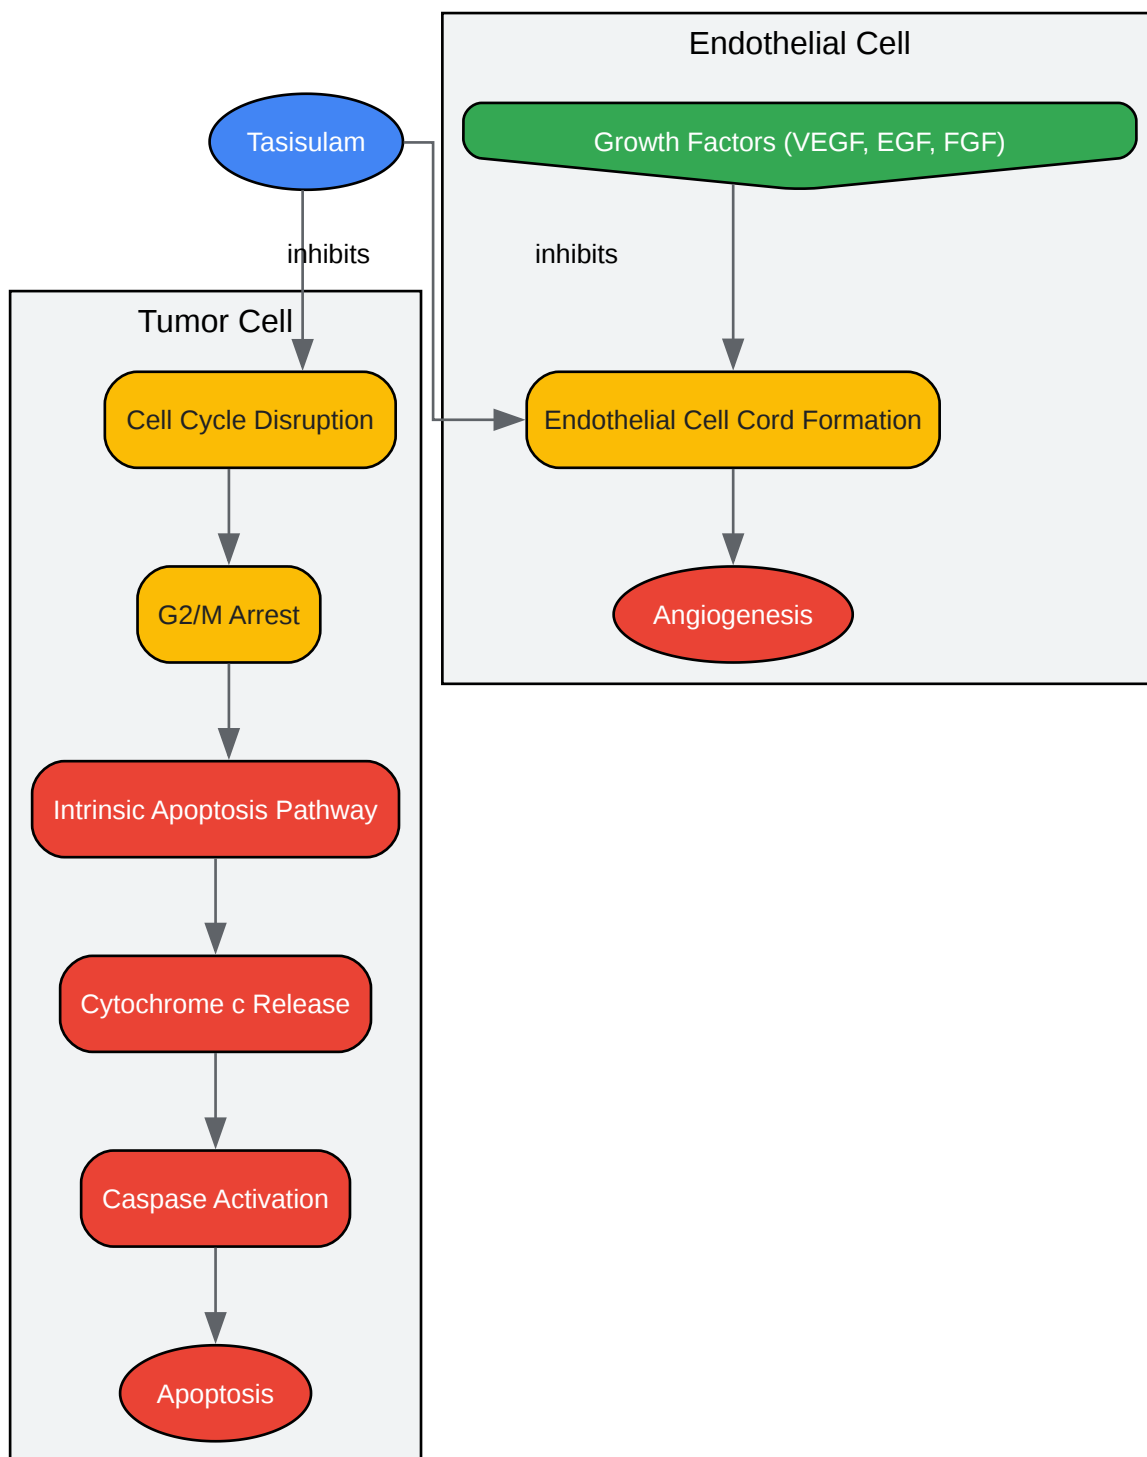 Endothelial Cell
Tasisulam
Growth Factors (VEGF, EGF, FGF)
inhibits
inhibits
Tumor Cell
Cell Cycle Disruption
Endothelial Cell Cord Formation
G2/M Arrest
Angiogenesis
Intrinsic Apoptosis Pathway
Cytochrome c Release
Caspase Activation
Apoptosis